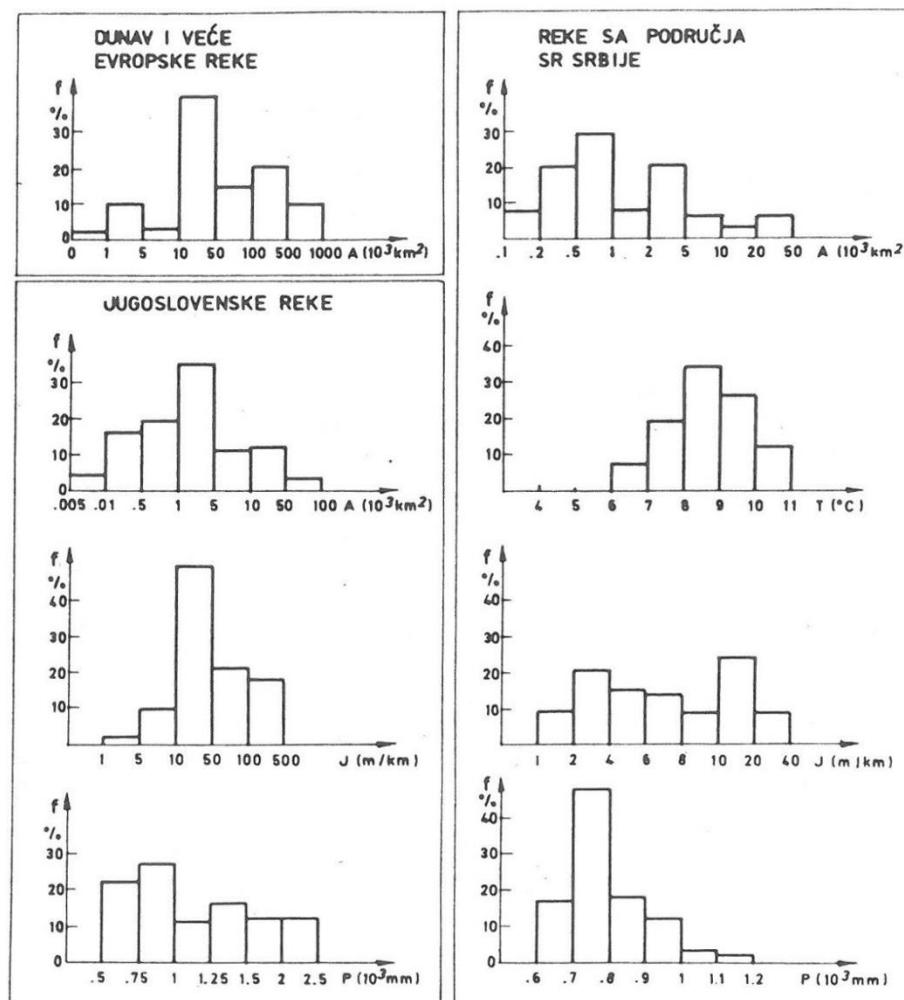 DUNAV I VEĆE
EVROPSKE REKE
f
%
30
20
10
0
0 1 5 10 50 100 500 1000 A (10³km²)
JUGOSLOVENSKE REKE
f
%
30
20
10
0
.005 .01 .5 1 5 10 50 100 A (10³km²)
f
%
40
30
20
10
1 5 10 50 100 500 J (m/km)
f
%
30
20
10
0
.5 .75 1 1.25 1.5 2 2.5 P (10³mm)
REKE SA PODRUČJA
SR SRBIJE
f
%
30
20
10
.1 .2 .5 1 2 5 10 20 50 A (10³km²)
f
%
40
30
20
10
4 5 6 7 8 9 10 11 T (°C)
f
%
40
30
20
10
1 2 4 6 8 10 20 40 J (m/km)
f
%
40
30
20
10
0
.6 .7 .8 .9 1 1.1 1.2 P (10³mm)